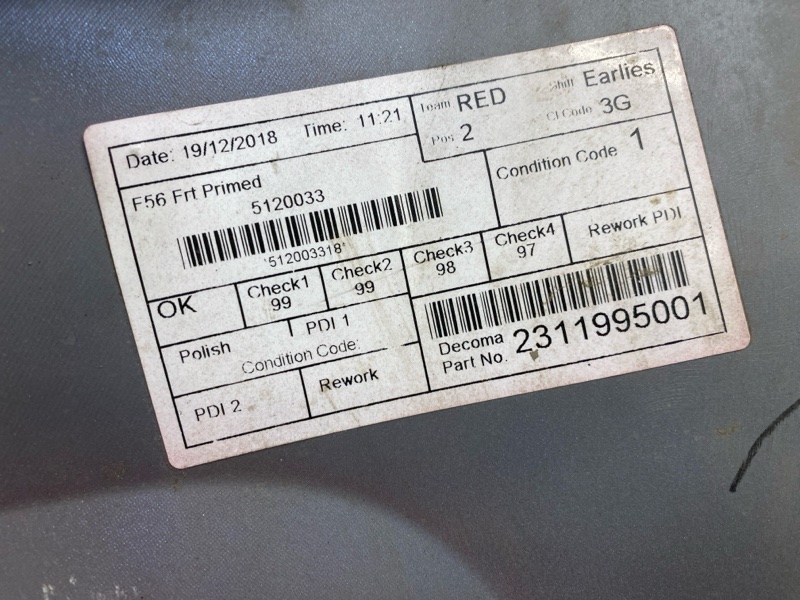 Date: 19/12/2018 Time: 11:21
Team RED Shift Earlies
Pos 2 Cl Code 3G
F56 Frt Primed
5120033
*512003318*
Condition Code 1
OK
Check1 99
Check2 99
Check3 98
Check4 97
Rework PDI
Polish
PDI 1
Condition Code:
PDI 2
Rework
Decoma
Part No. 2311995001